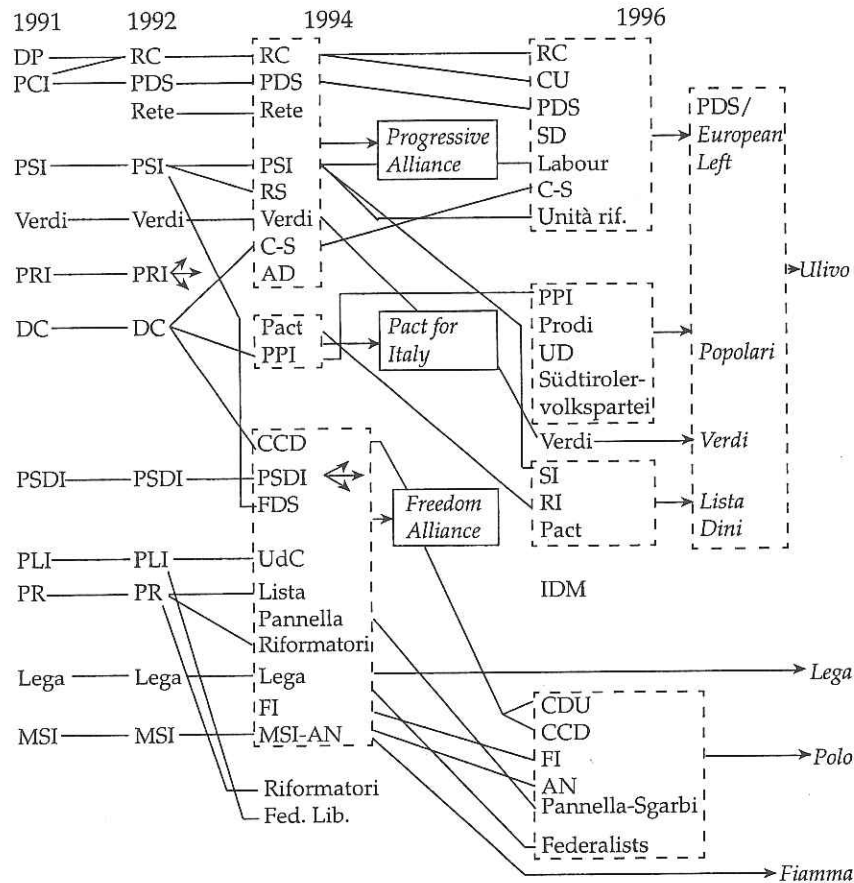 1991 1992 1994 1996
DP RC RC RC
PCI PDS PDS CU
Rete Rete PDS
PDS/
SD
European
Progressive
Alliance
Left
PSI PSI PSI Labour
RS C-S
Verdi Verdi Verdi Unità rif.
C-S
PRI PRI AD Ulivo
PPI
DC DC Pact Prodi
Pact for
Italy
PPI UD Popolari
Südtiroler-
volkspartei
CCD Verdi Verdi
PSDI PSDI PSDI SI
FDS RI Lista
Freedom
Alliance
Pact Dini
PLI PLI UdC
PR PR Lista IDM
Pannella
Riformatori
Lega Lega Lega Lega
FI CDU
MSI MSI MSI-AN CCD
FI Polo
AN
Riformatori Pannella-Sgarbi
Fed. Lib.
Federalists
Fiamma